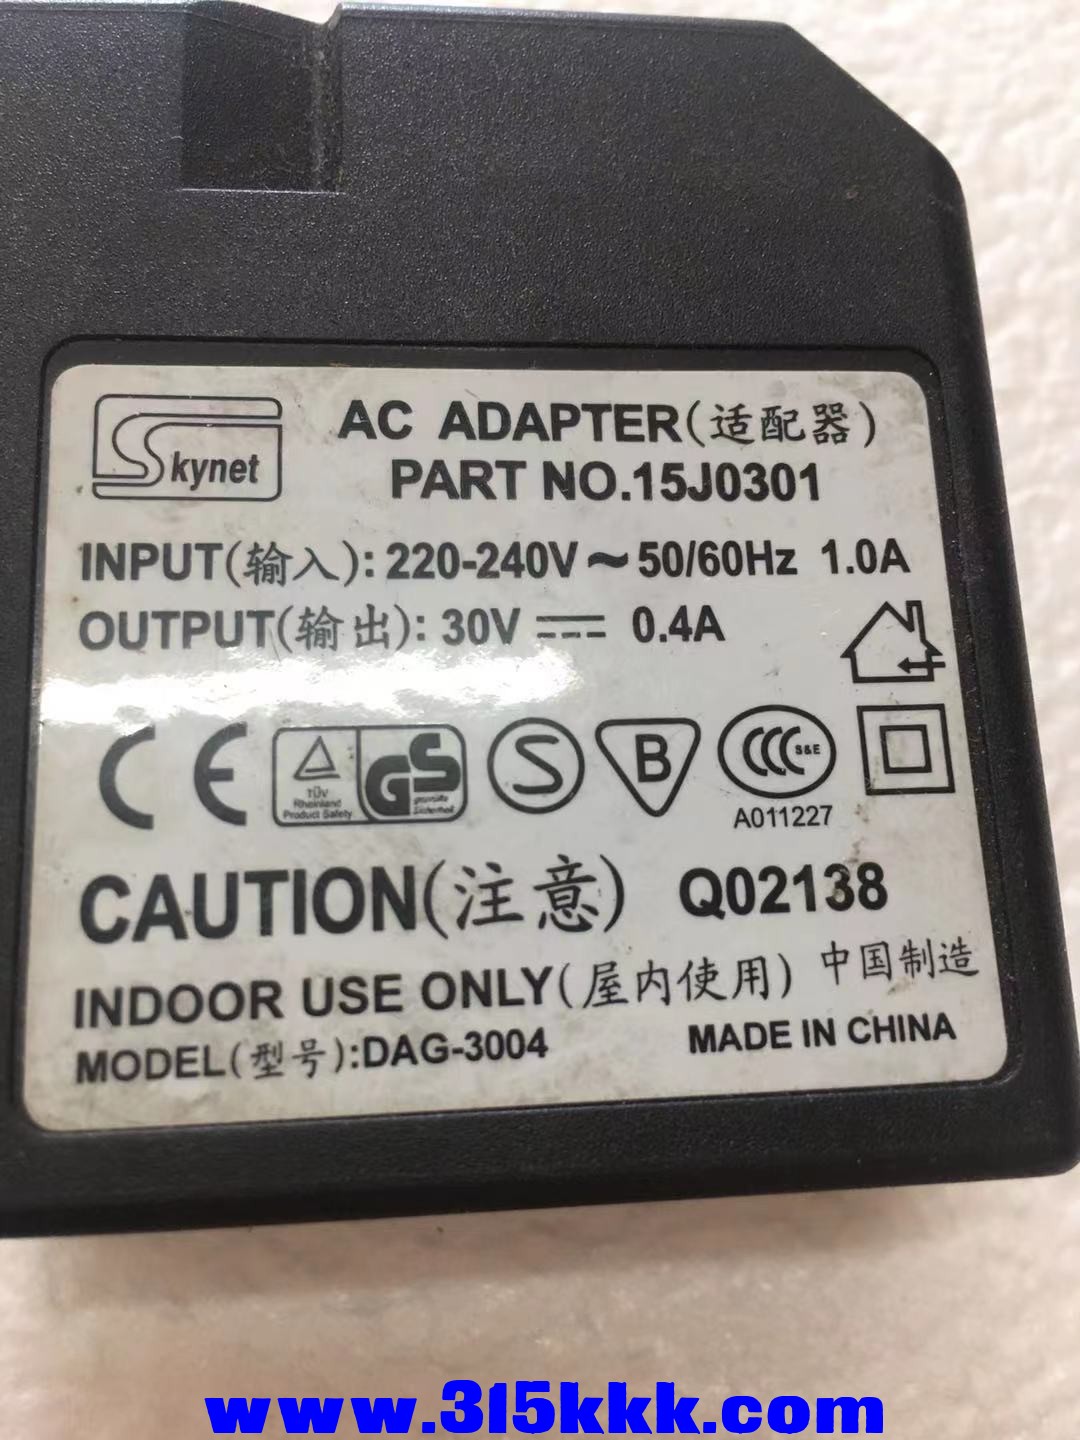 Skynet
AC ADAPTER(适配器)
PART NO.15J0301
INPUT(输入):220-240V～50/60Hz 1.0A
OUTPUT(输出):30V ⎓ 0.4A
CE
TÜV
Rheinland
Product Safety
GS
geprüfte
Sicherheit
S
B
CCC S&E
A011227
CAUTION(注意) Q02138
INDOOR USE ONLY(屋内使用) 中国制造
MODEL(型号):DAG-3004 MADE IN CHINA
www.315kkk.com